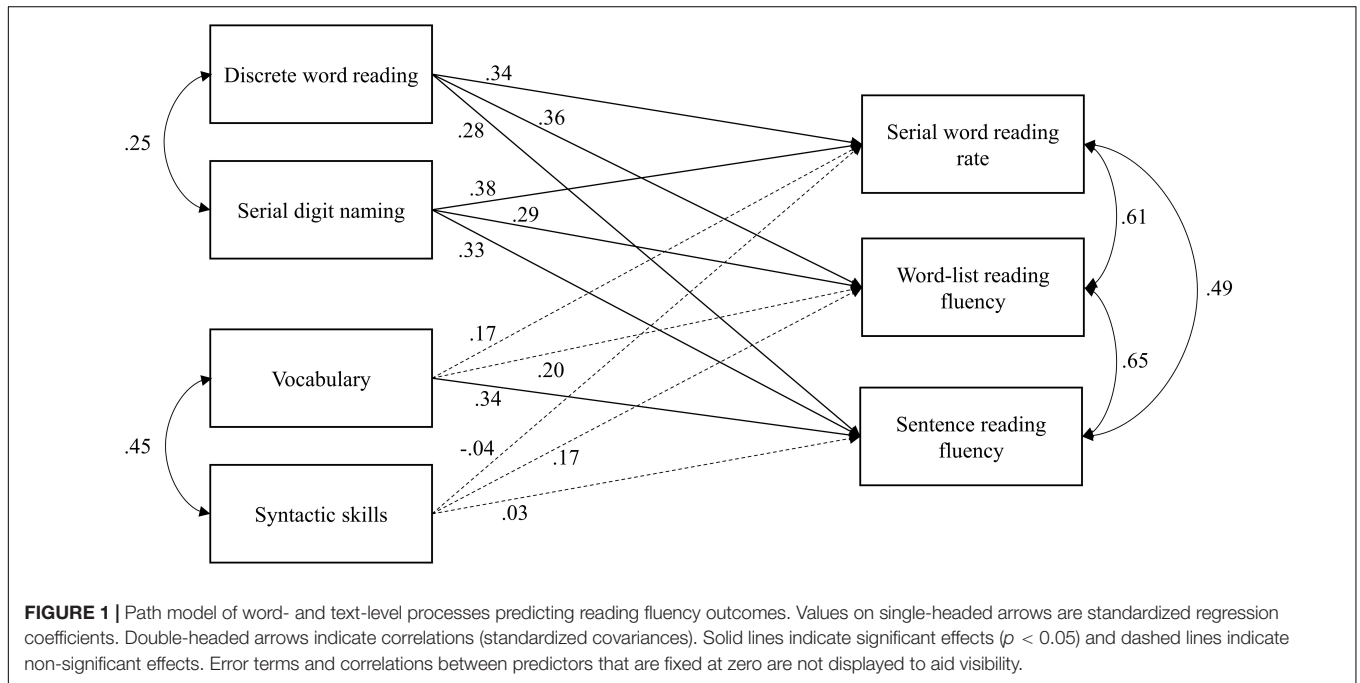 Discrete word reading
.34
.36
.28
Serial word reading
rate
.25
.38
Serial digit naming
.29
.33
.61
Word-list reading
fluency
.49
.17
.20
Vocabulary
.34
.65
Sentence reading
fluency
.45
-.04
.17
Syntactic skills
.03
FIGURE 1 | Path model of word- and text-level processes predicting reading fluency outcomes. Values on single-headed arrows are standardized regression
coefficients. Double-headed arrows indicate correlations (standardized covariances). Solid lines indicate significant effects (p < 0.05) and dashed lines indicate
non-significant effects. Error terms and correlations between predictors that are fixed at zero are not displayed to aid visibility.